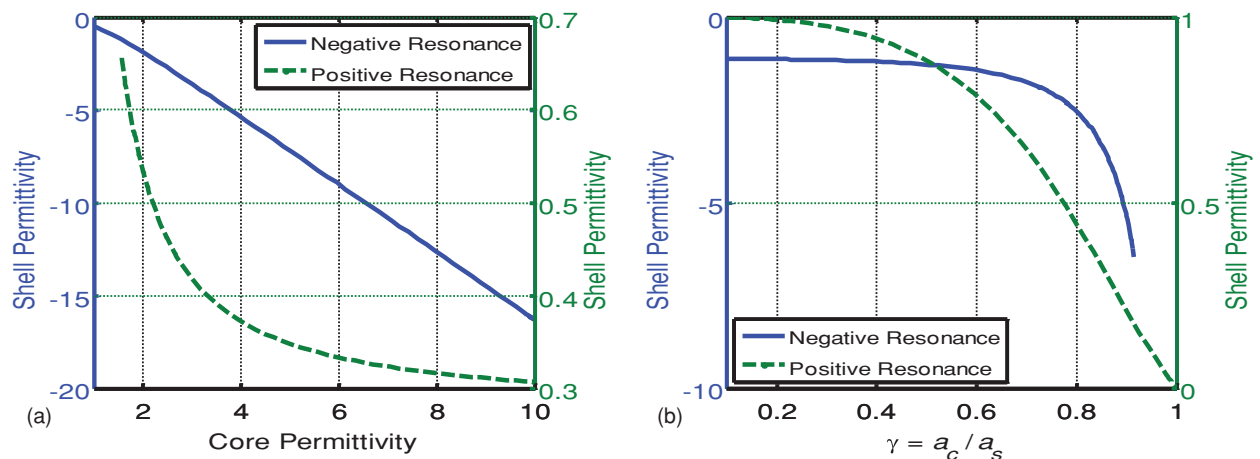 0
-5
-10
-15
-20
Shell Permittivity
Negative Resonance
Positive Resonance
0.7
0.6
0.5
0.4
0.3
Shell Permittivity
2
4
6
8
10
(a)
Core Permittivity
0
-5
-10
Shell Permittivity
Negative Resonance
Positive Resonance
1
0.5
0
Shell Permittivity
0.2
0.4
0.6
0.8
1
(b)
γ = a_c / a_s